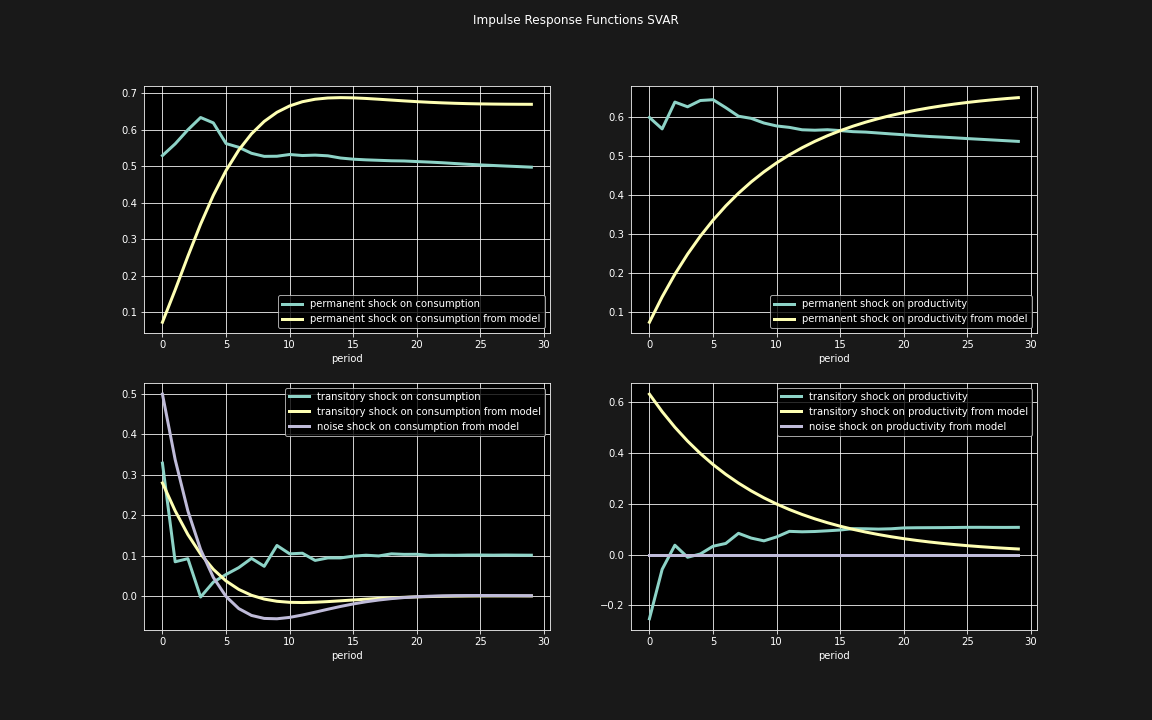 Impulse Response Functions SVAR
0.7
0.6
0.5
0.4
0.3
0.2
0.1
0 5 10 15 20 25 30
period
permanent shock on consumption
permanent shock on consumption from model
0.6
0.5
0.4
0.3
0.2
0.1
0 5 10 15 20 25 30
period
permanent shock on productivity
permanent shock on productivity from model
0.5
0.4
0.3
0.2
0.1
0.0
0 5 10 15 20 25 30
period
transitory shock on consumption
transitory shock on consumption from model
noise shock on consumption from model
0.6
0.4
0.2
0.0
−0.2
0 5 10 15 20 25 30
period
transitory shock on productivity
transitory shock on productivity from model
noise shock on productivity from model